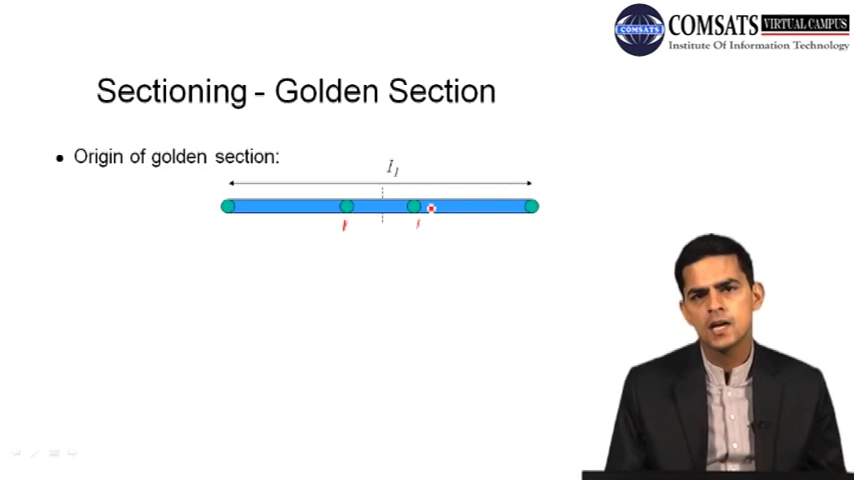 COMSATS VIRTUAL CAMPUS
COMSATS
Institute Of Information Technology
Sectioning - Golden Section
• Origin of golden section:
I1